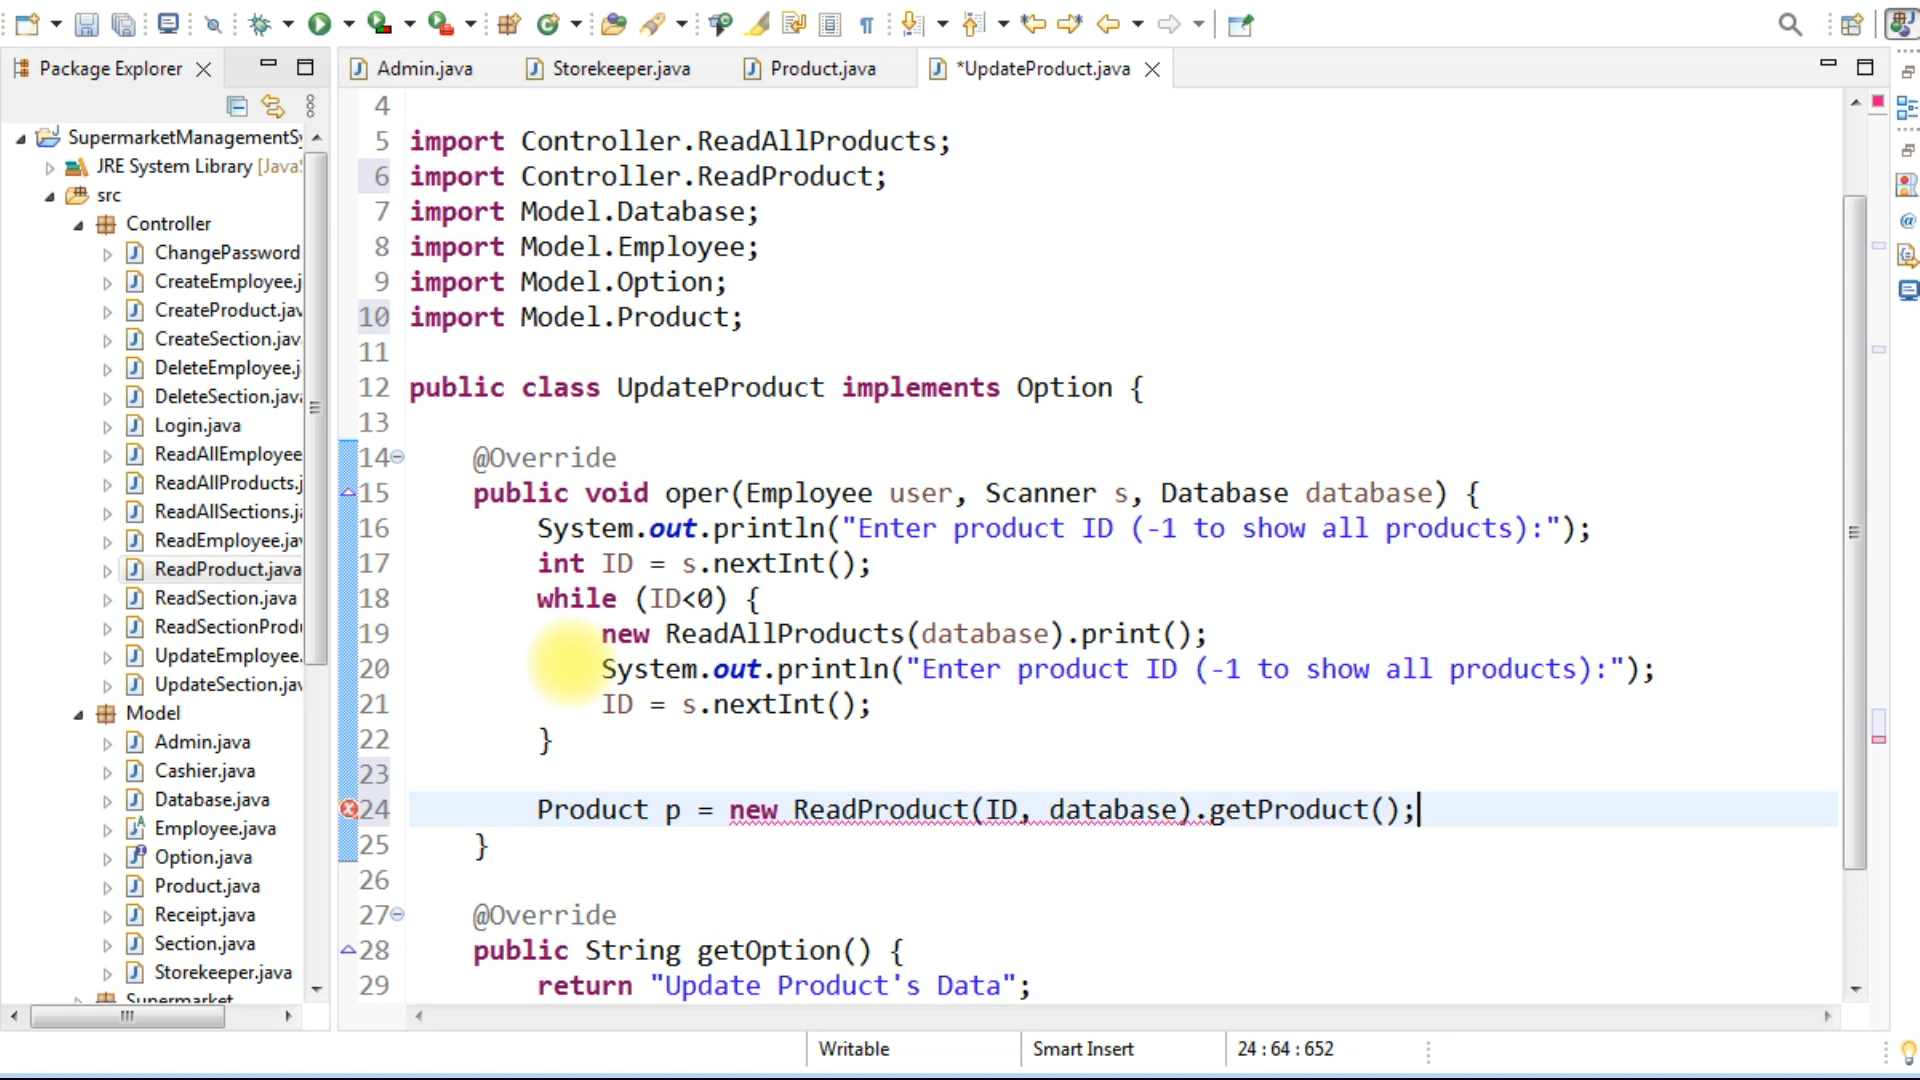 Package Explorer
Admin.java
Storekeeper.java
Product.java
*UpdateProduct.java
SupermarketManagementSy
JRE System Library [Java
src
Controller
ChangePassword
CreateEmployee.j
CreateProduct.jav
CreateSection.jav
DeleteEmployee.j
DeleteSection.java
Login.java
ReadAllEmployee
ReadAllProducts.j
ReadAllSections.j
ReadEmployee.jav
ReadProduct.java
ReadSection.java
ReadSectionProdu
UpdateEmployee.
UpdateSection.jav
Model
Admin.java
Cashier.java
Database.java
Employee.java
Option.java
Product.java
Receipt.java
Section.java
Storekeeper.java
Supermarket
4
5 import Controller.ReadAllProducts;
6 import Controller.ReadProduct;
7 import Model.Database;
8 import Model.Employee;
9 import Model.Option;
10 import Model.Product;
11
12 public class UpdateProduct implements Option {
13
14 @Override
15 public void oper(Employee user, Scanner s, Database database) {
16 System.out.println("Enter product ID (-1 to show all products):");
17 int ID = s.nextInt();
18 while (ID<0) {
19 new ReadAllProducts(database).print();
20 System.out.println("Enter product ID (-1 to show all products):");
21 ID = s.nextInt();
22 }
23
24 Product p = new ReadProduct(ID, database).getProduct();
25 }
26
27 @Override
28 public String getOption() {
29 return "Update Product's Data";
Writable
Smart Insert
24 : 64 : 652